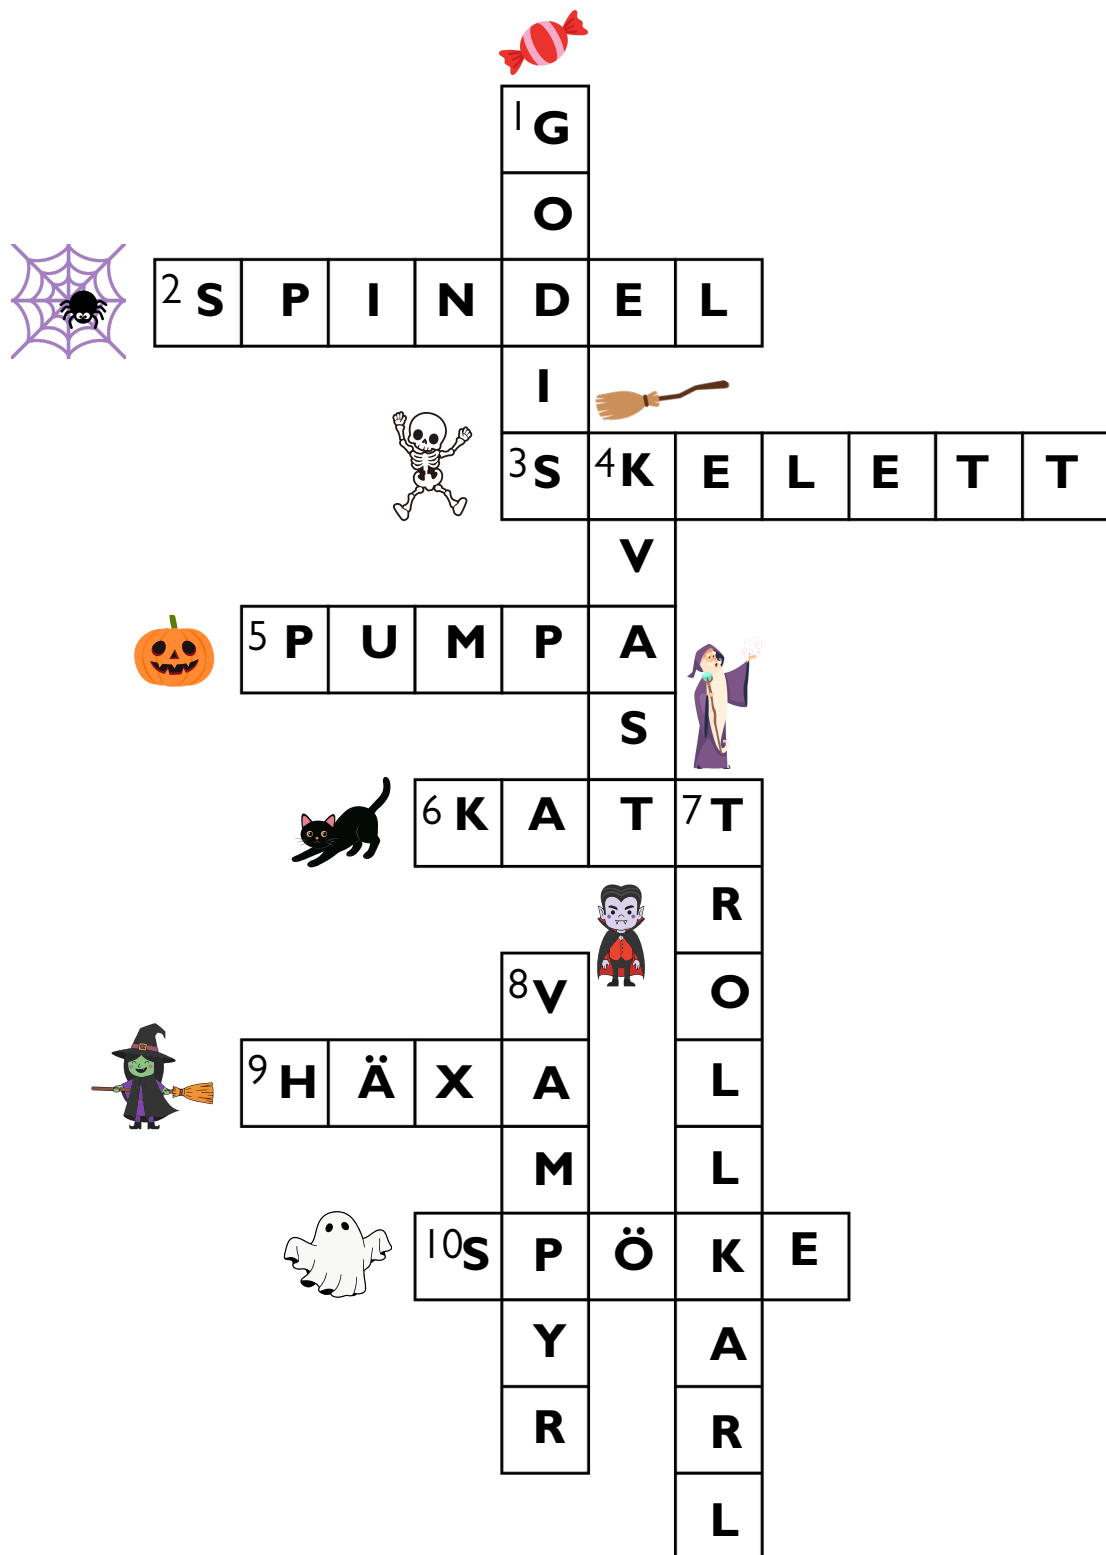 1 G
O
2 S P I N D E L
I
3 S 4 K E L E T T
V
5 P U M P A
S
6 K A T 7 T
R
8 V O
9 H Ä X A L
M L
10 S P Ö K E
Y A
R R
L